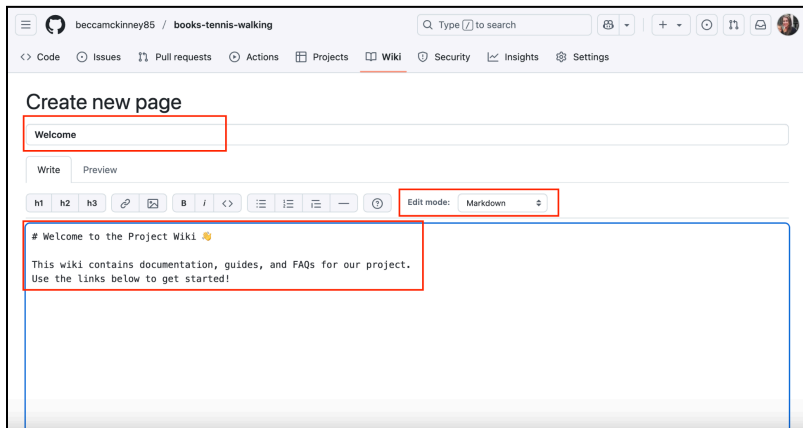 beccamckinney85 / books-tennis-walking
Type / to search
<> Code Issues Pull requests Actions Projects Wiki Security Insights Settings
Create new page
Welcome
Write Preview
h1 h2 h3 B i <> Edit mode: Markdown
# Welcome to the Project Wiki 👋
This wiki contains documentation, guides, and FAQs for our project.
Use the links below to get started!